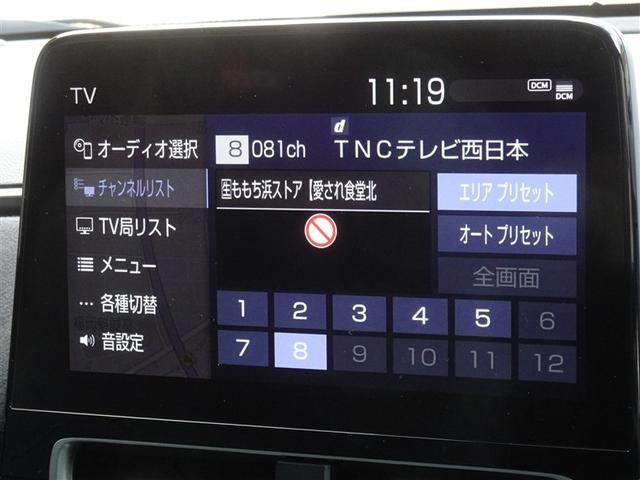 TV
11:19
DCM
DCM
オーディオ選択
チャンネルリスト
TV局リスト
メニュー
各種切替
音設定
d
8 081ch TNCテレビ西日本
ももち浜ストア【愛され食堂北
エリア プリセット
オート プリセット
全画面
1 2 3 4 5 6
7 8 9 10 11 12